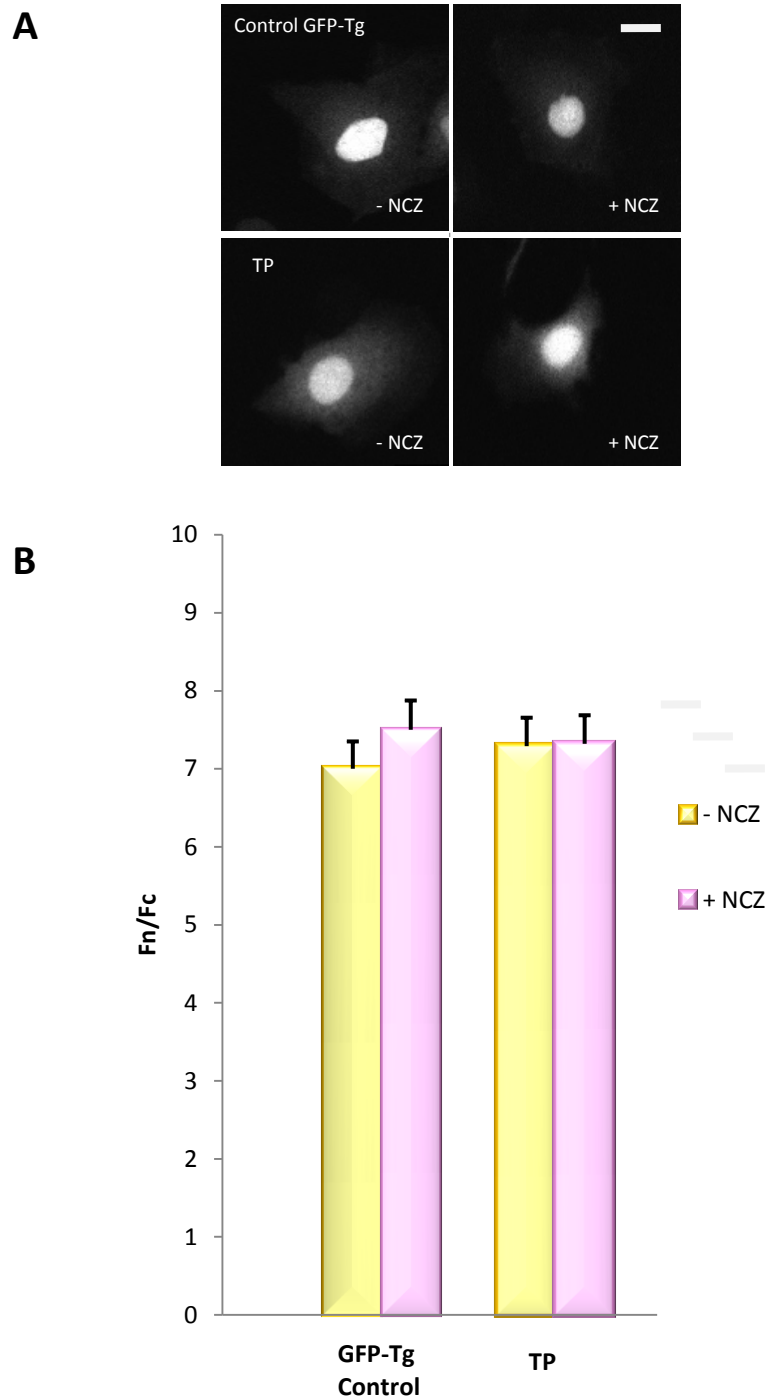 A
Control GFP-Tg
- NCZ
+ NCZ
TP
- NCZ
+ NCZ
B
10
9
8
7
6
5
4
3
2
1
0
Fn/Fc
GFP-Tg
Control
TP
- NCZ
+ NCZ